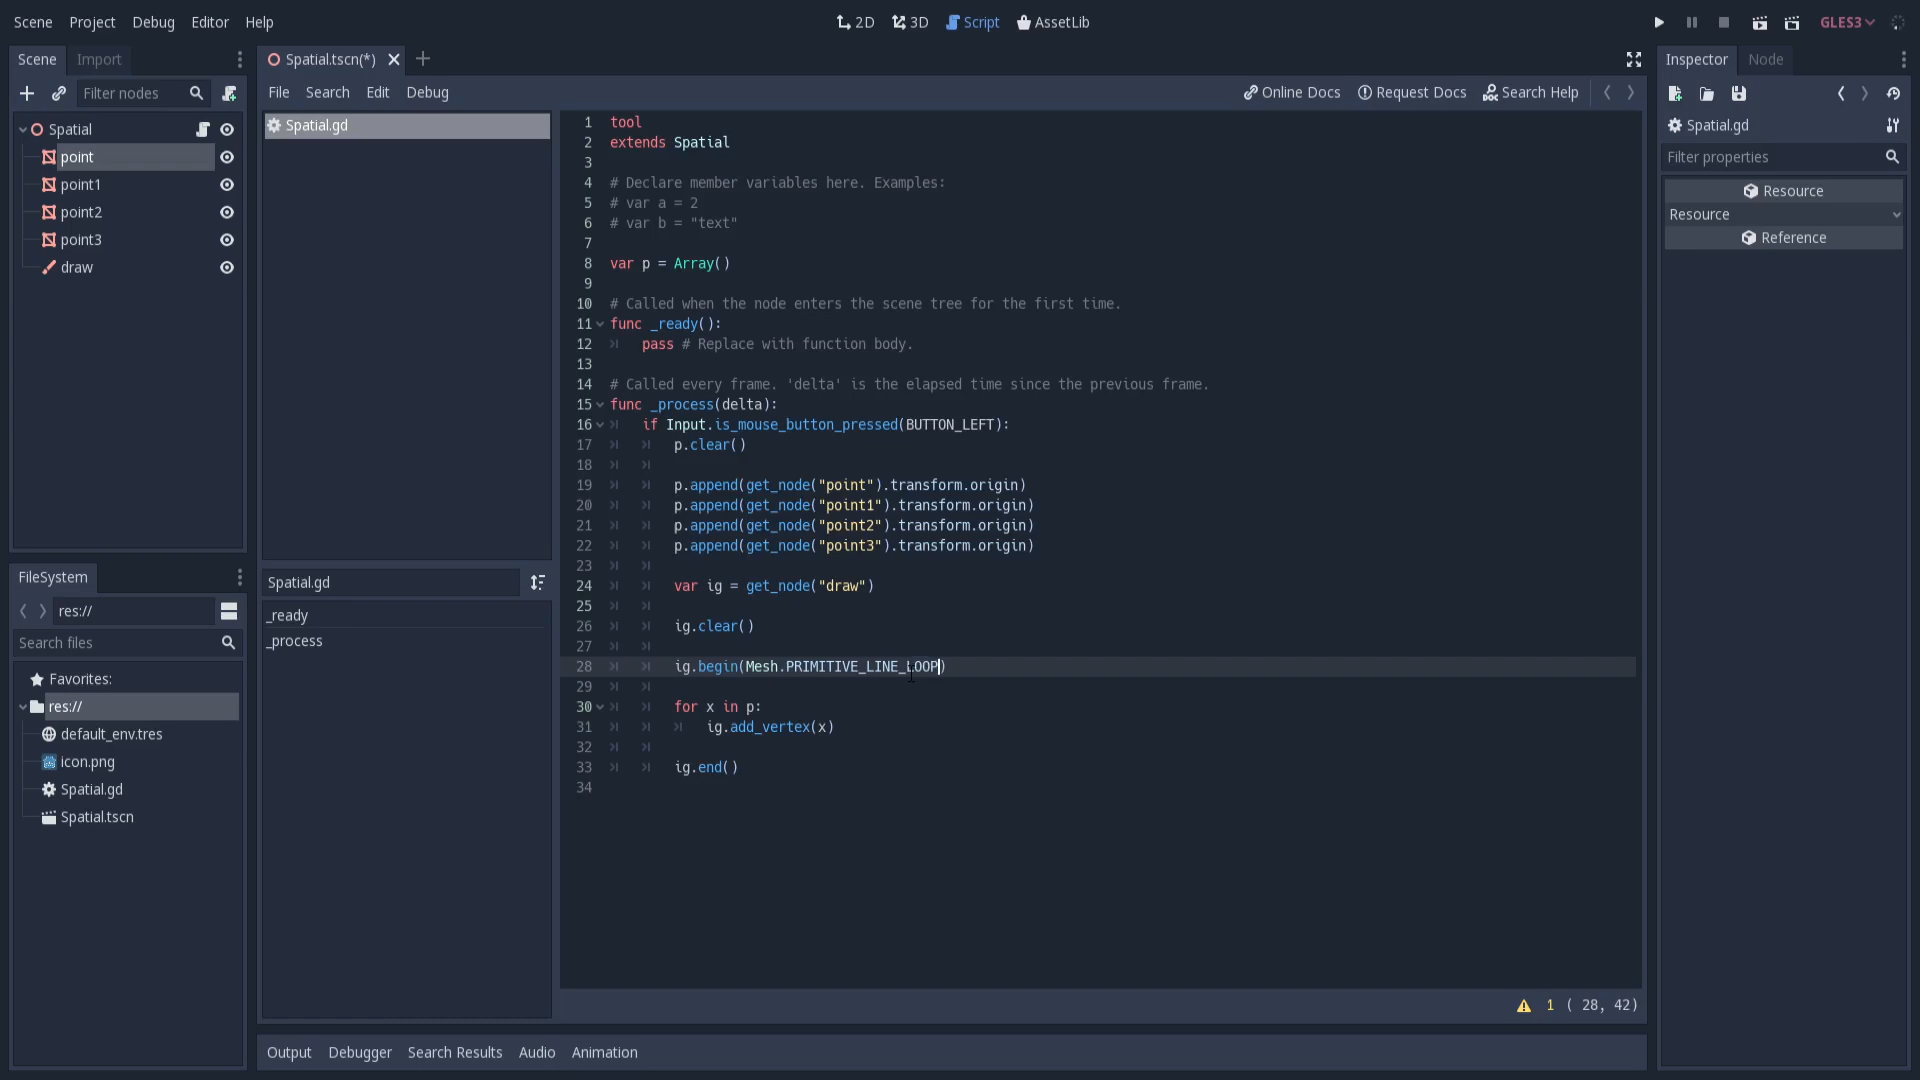 Scene Project Debug Editor Help 2D 3D Script AssetLib GLES3
Scene Import
Filter nodes
Spatial
point
point1
point2
point3
draw
FileSystem
res://
Search files
Favorites:
res://
default_env.tres
icon.png
Spatial.gd
Spatial.tscn
Spatial.tscn(*)
File Search Edit Debug Online Docs Request Docs Search Help
Spatial.gd
Spatial.gd
_ready
_process
1 tool
2 extends Spatial
3
4 # Declare member variables here. Examples:
5 # var a = 2
6 # var b = "text"
7
8 var p = Array()
9
10 # Called when the node enters the scene tree for the first time.
11 func _ready():
12 pass # Replace with function body.
13
14 # Called every frame. 'delta' is the elapsed time since the previous frame.
15 func _process(delta):
16 if Input.is_mouse_button_pressed(BUTTON_LEFT):
17 p.clear()
18
19 p.append(get_node("point").transform.origin)
20 p.append(get_node("point1").transform.origin)
21 p.append(get_node("point2").transform.origin)
22 p.append(get_node("point3").transform.origin)
23
24 var ig = get_node("draw")
25
26 ig.clear()
27
28 ig.begin(Mesh.PRIMITIVE_LINE_LOOP)
29
30 for x in p:
31 ig.add_vertex(x)
32
33 ig.end()
34
1 ( 28, 42)
Output Debugger Search Results Audio Animation
Inspector Node
Spatial.gd
Filter properties
Resource
Resource
Reference